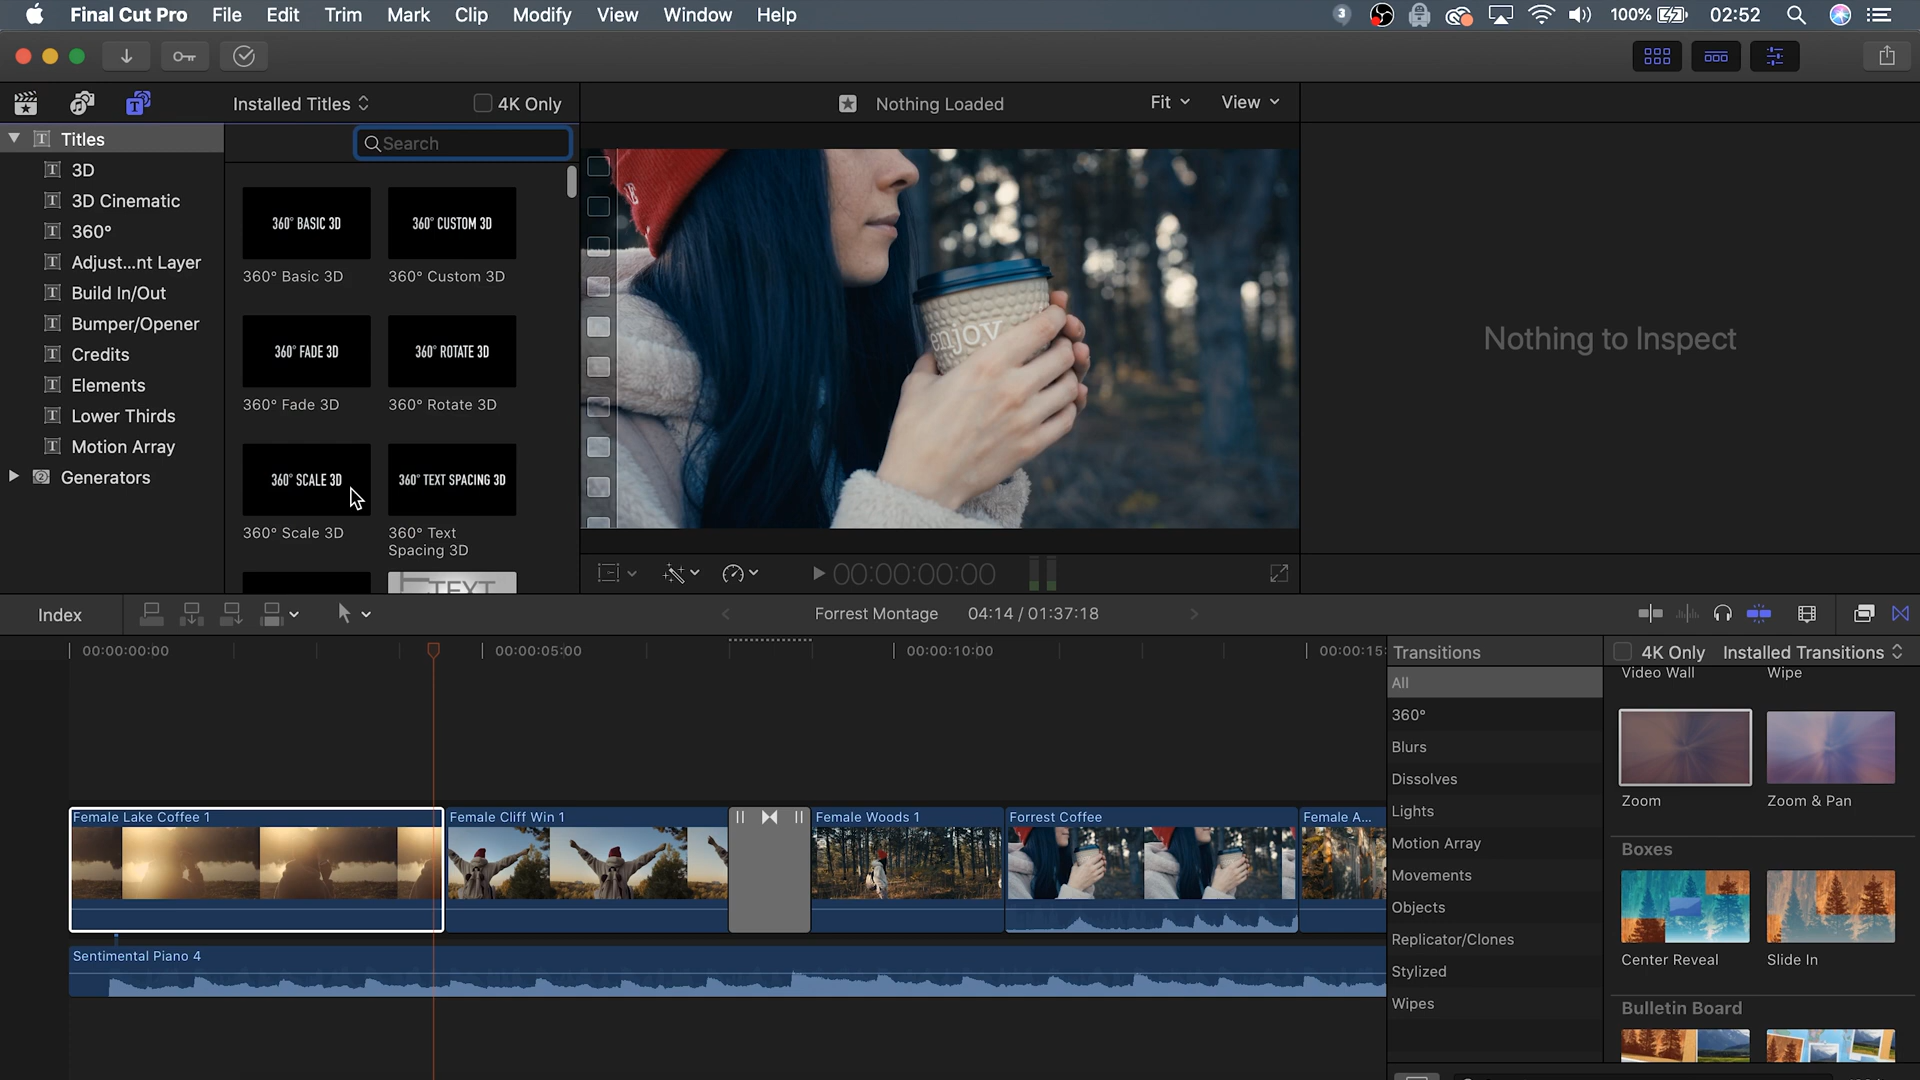 Final Cut Pro File Edit Trim Mark Clip Modify View Window Help 3 100% 02:52
Installed Titles 4K Only Nothing Loaded Fit View
Titles
3D
3D Cinematic
360°
Adjust...nt Layer
Build In/Out
Bumper/Opener
Credits
Elements
Lower Thirds
Motion Array
Generators
Search
360° BASIC 3D 360° CUSTOM 3D
360° Basic 3D 360° Custom 3D
360° FADE 3D 360° ROTATE 3D
360° Fade 3D 360° Rotate 3D
360° SCALE 3D 360° TEXT SPACING 3D
360° Scale 3D 360° Text
Spacing 3D
TEXT
enjoy
Nothing to Inspect
00:00:00:00
Index Forrest Montage 04:14 / 01:37:18
00:00:00:00 00:00:05:00 00:00:10:00 00:00:15:
Female Lake Coffee 1 Female Cliff Win 1 Female Woods 1 Forrest Coffee Female A...
Sentimental Piano 4
Transitions 4K Only Installed Transitions
All
360°
Blurs
Dissolves
Lights
Motion Array
Movements
Objects
Replicator/Clones
Stylized
Wipes
Video Wall Wipe
Zoom Zoom & Pan
Boxes
Center Reveal Slide In
Bulletin Board